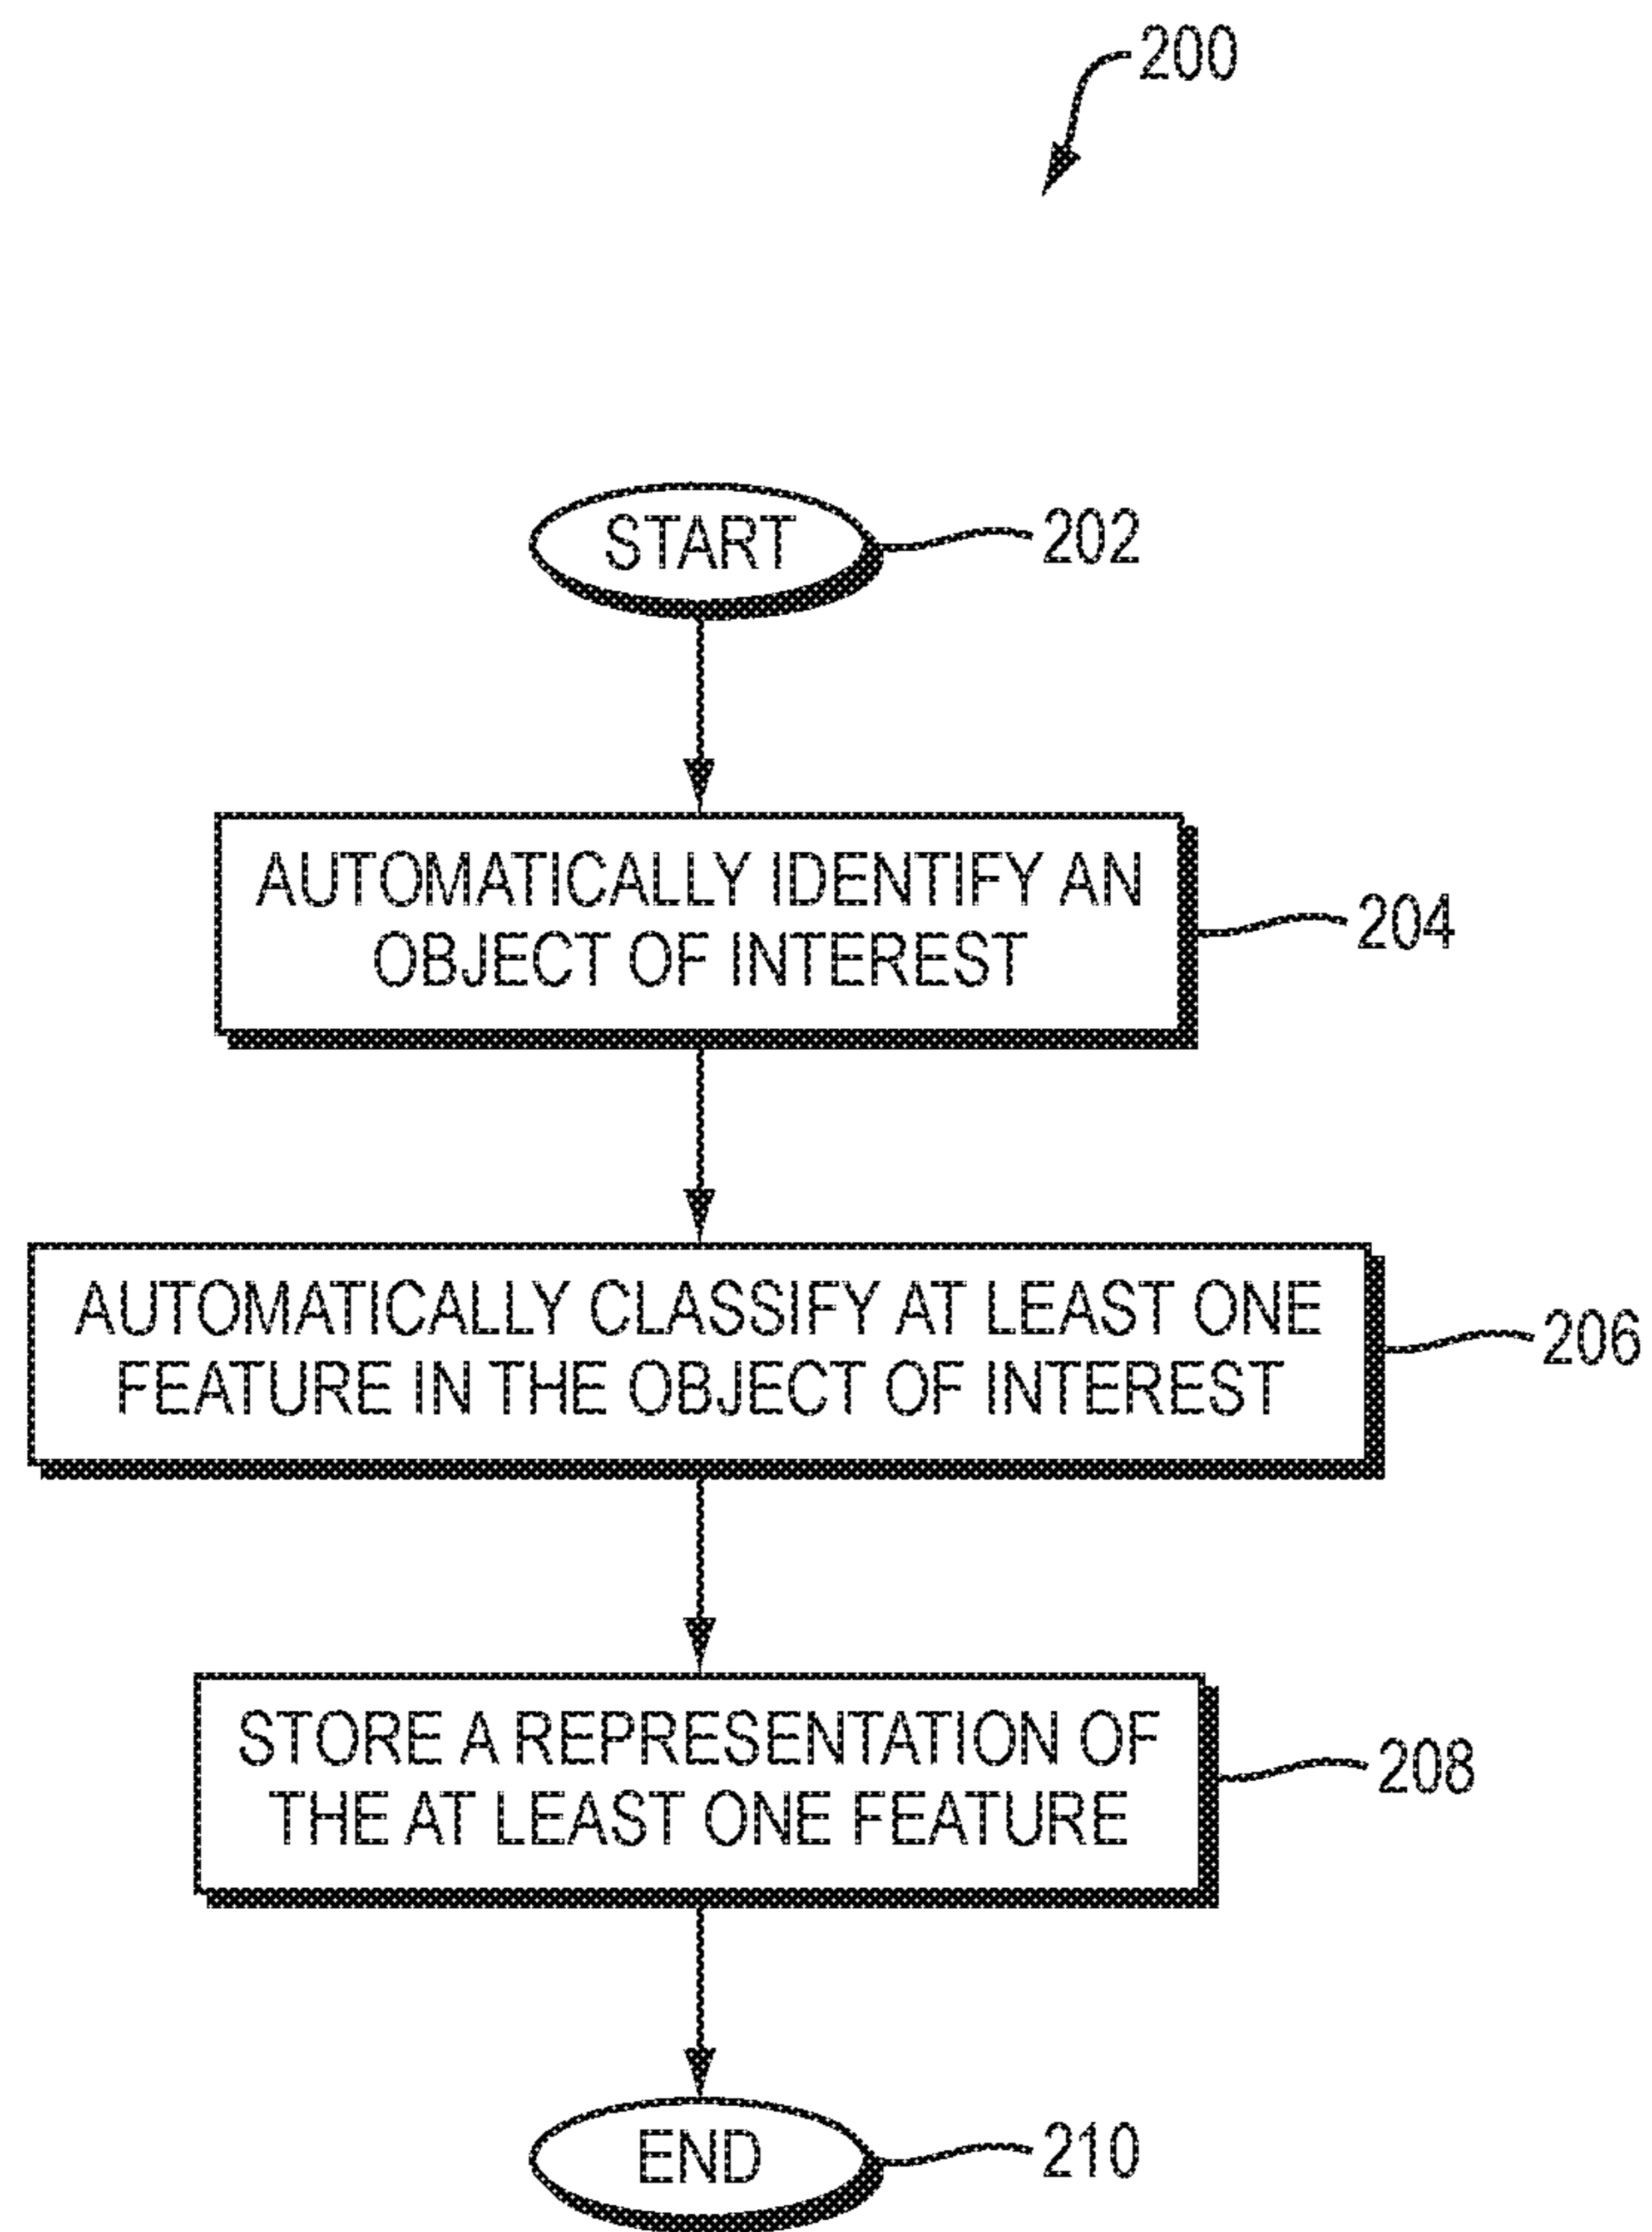 200
START
202
AUTOMATICALLY IDENTIFY AN
OBJECT OF INTEREST
204
AUTOMATICALLY CLASSIFY AT LEAST ONE
FEATURE IN THE OBJECT OF INTEREST
206
STORE A REPRESENTATION OF
THE AT LEAST ONE FEATURE
208
END
210